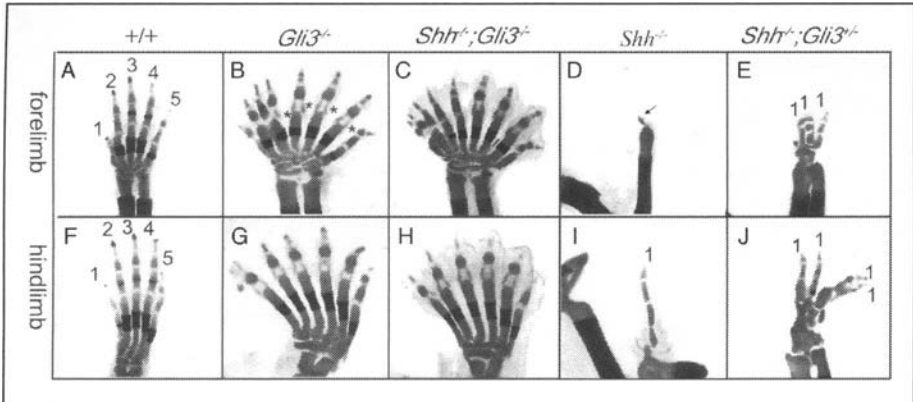 +/+ Gli3-/- Shh-/-;Gli3-/- Shh-/- Shh-/-;Gli3+/-
forelimb
A 1 2 3 4 5
B * * * *
C
D
E 1 1 1
hindlimb
F 1 2 3 4 5
G
H
I 1
J 1 1 1 1